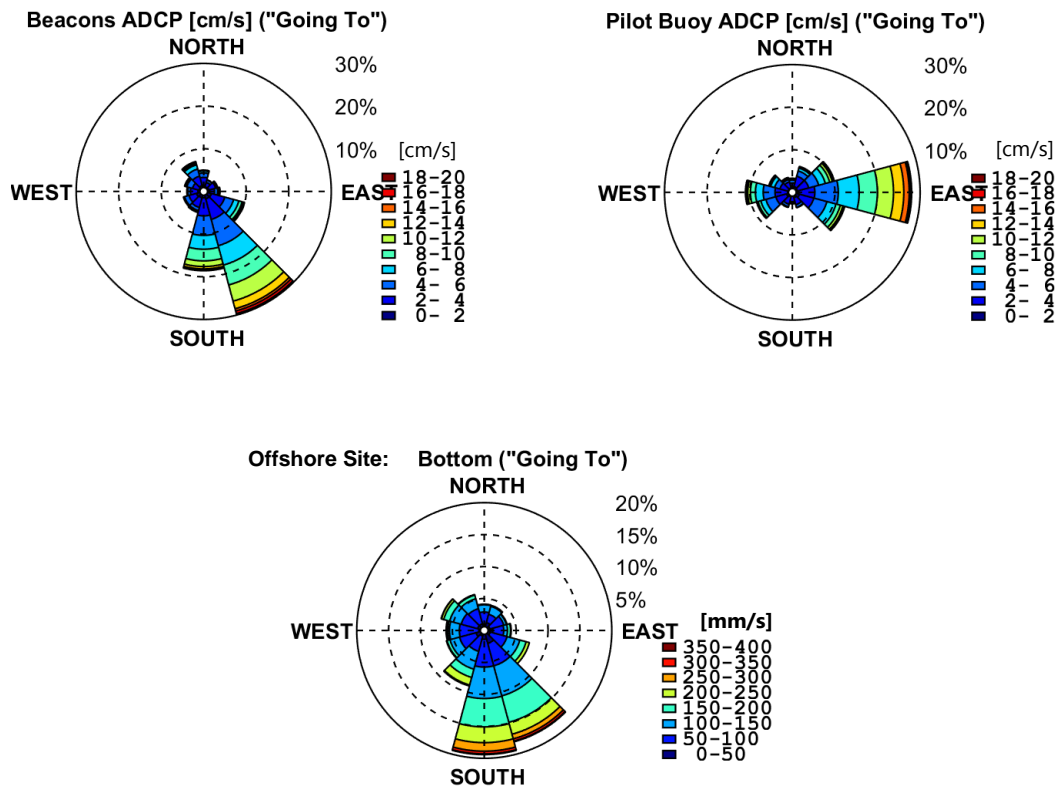 Beacons ADCP [cm/s] ("Going To")
NORTH
30%
20%
10%
[cm/s]
WEST
EAST
18-20
16-18
14-16
12-14
10-12
8-10
6- 8
4- 6
2- 4
0- 2
SOUTH
Pilot Buoy ADCP [cm/s] ("Going To")
NORTH
30%
20%
10%
[cm/s]
WEST
EAST
18-20
16-18
14-16
12-14
10-12
8-10
6- 8
4- 6
2- 4
0- 2
SOUTH
Offshore Site: Bottom ("Going To")
NORTH
20%
15%
10%
5%
[mm/s]
WEST
EAST
350-400
300-350
250-300
200-250
150-200
100-150
50-100
0-50
SOUTH